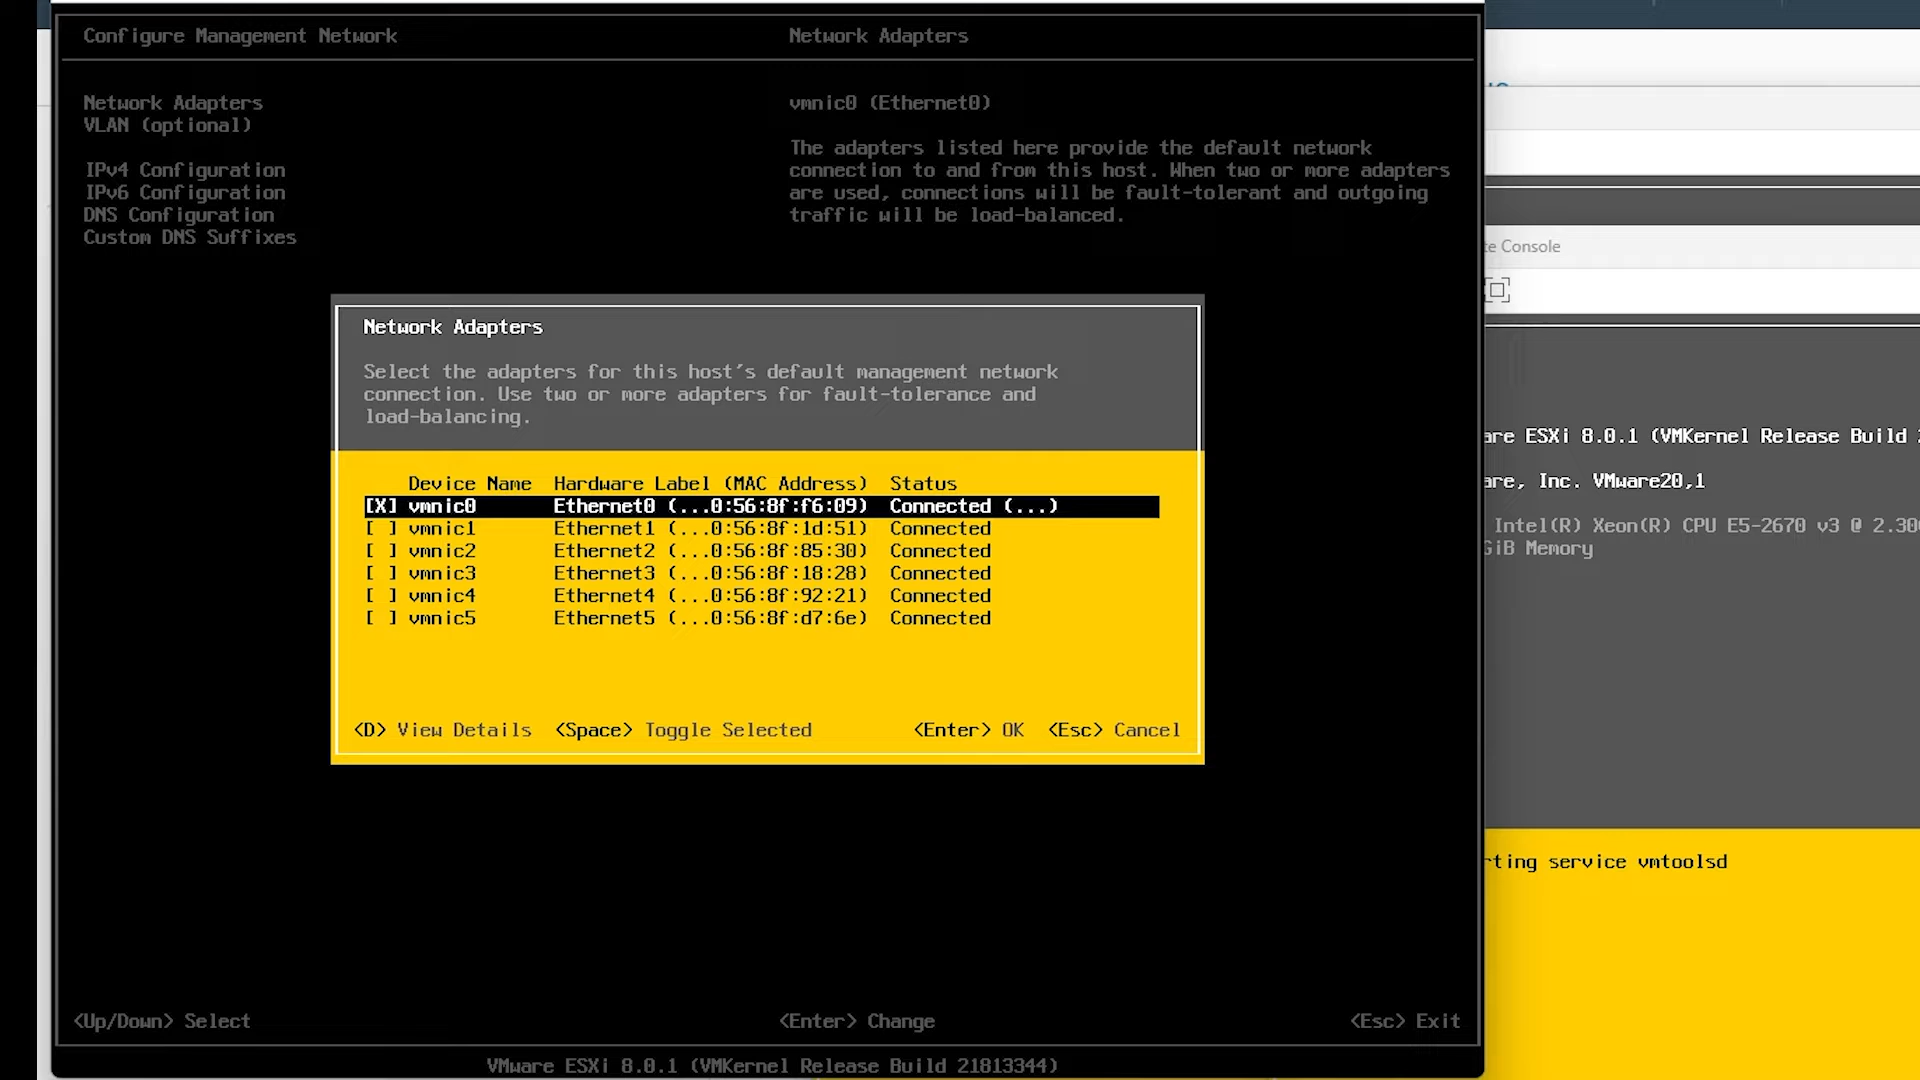 Configure Management Network
Network Adapters
Network Adapters
VLAN (optional)
IPv4 Configuration
IPv6 Configuration
DNS Configuration
Custom DNS Suffixes
vmnic0 (Ethernet0)
The adapters listed here provide the default network
connection to and from this host. When two or more adapters
are used, connections will be fault-tolerant and outgoing
traffic will be load-balanced.
Network Adapters
Select the adapters for this host's default management network
connection. Use two or more adapters for fault-tolerance and
load-balancing.
Device Name Hardware Label (MAC Address) Status
[X] vmnic0 Ethernet0 (...0:56:8f:f6:09) Connected (...)
[ ] vmnic1 Ethernet1 (...0:56:8f:1d:51) Connected
[ ] vmnic2 Ethernet2 (...0:56:8f:85:30) Connected
[ ] vmnic3 Ethernet3 (...0:56:8f:18:28) Connected
[ ] vmnic4 Ethernet4 (...0:56:8f:92:21) Connected
[ ] vmnic5 Ethernet5 (...0:56:8f:d7:6e) Connected
<D> View Details <Space> Toggle Selected <Enter> OK <Esc> Cancel
<Up/Down> Select <Enter> Change <Esc> Exit
VMware ESXi 8.0.1 (VMKernel Release Build 21813344)
te Console
are ESXi 8.0.1 (VMKernel Release Build
are, Inc. VMware20,1
Intel(R) Xeon(R) CPU E5-2670 v3 @ 2.30
GiB Memory
rting service vmtoolsd